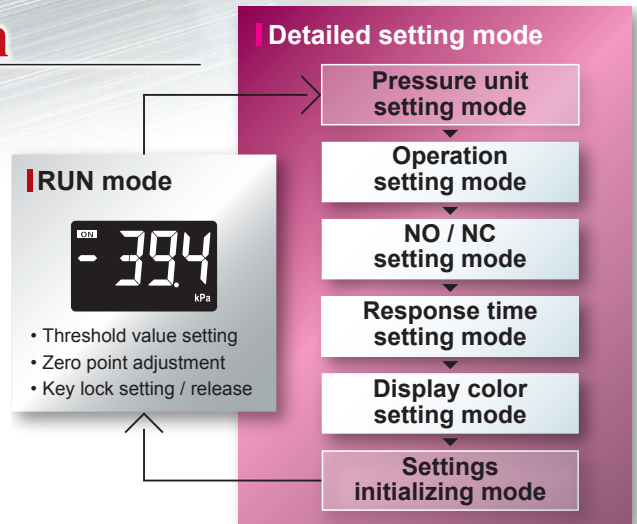 n
Detailed setting mode
Pressure unit
setting mode
Operation
setting mode
NO / NC
setting mode
Response time
setting mode
Display color
setting mode
Settings
initializing mode
RUN mode
ON
- 39.4
kPa
• Threshold value setting
• Zero point adjustment
• Key lock setting / release